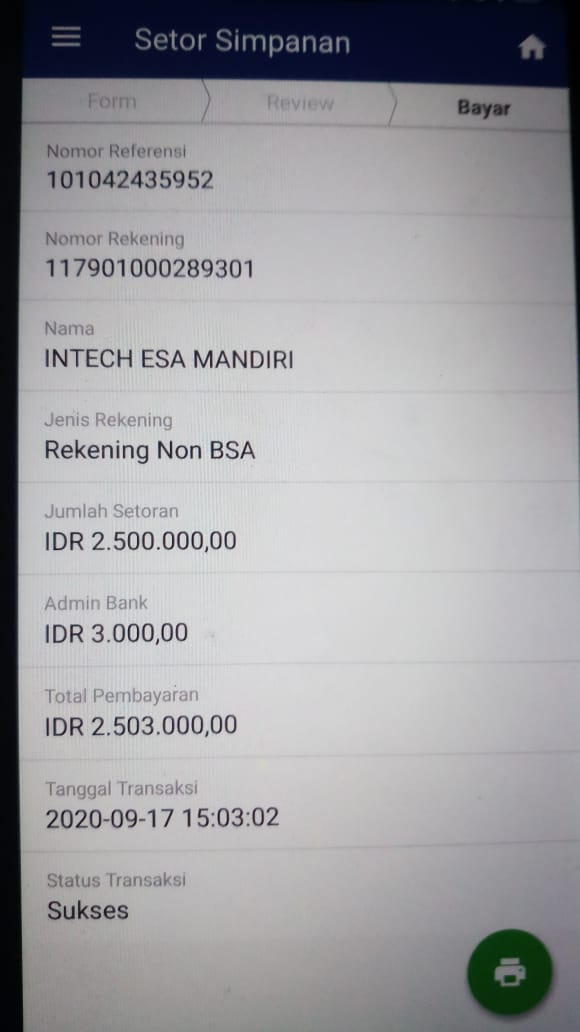 Setor Simpanan
Form
Review
Bayar
Nomor Referensi
101042435952
Nomor Rekening
117901000289301
Nama
INTECH ESA MANDIRI
Jenis Rekening
Rekening Non BSA
Jumlah Setoran
IDR 2.500.000,00
Admin Bank
IDR 3.000,00
Total Pembayaran
IDR 2.503.000,00
Tanggal Transaksi
2020-09-17 15:03:02
Status Transaksi
Sukses